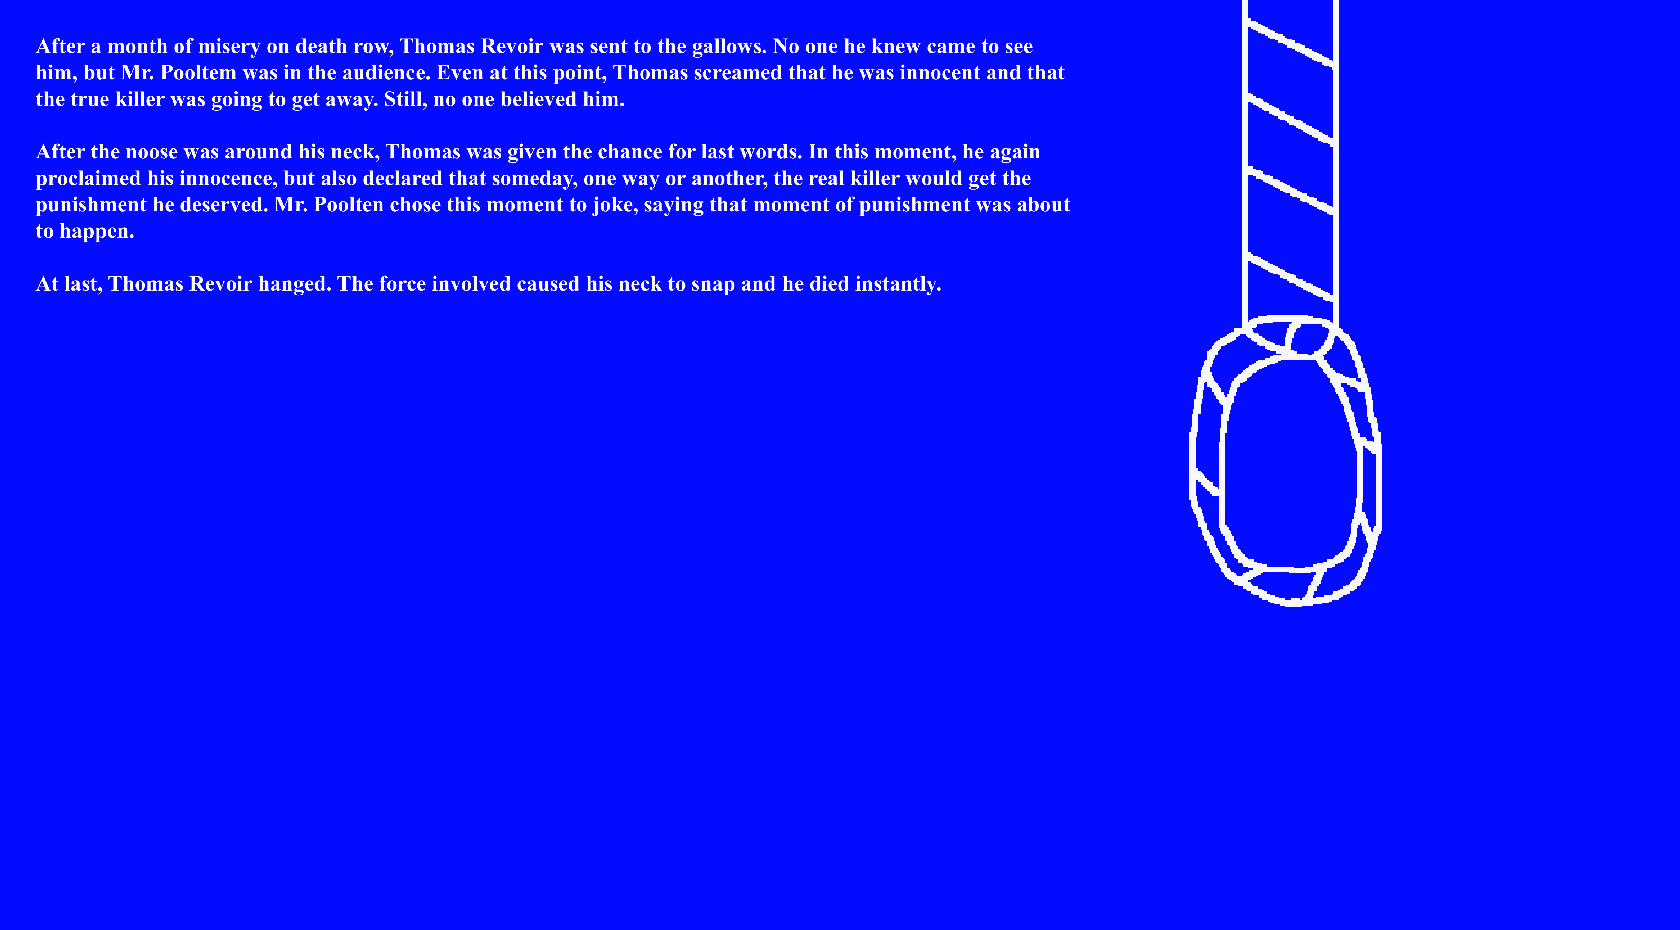 After a month of misery on death row, Thomas Revoir was sent to the gallows. No one he knew came to see
him, but Mr. Pooltem was in the audience. Even at this point, Thomas screamed that he was innocent and that
the true killer was going to get away. Still, no one believed him.
After the noose was around his neck, Thomas was given the chance for last words. In this moment, he again
proclaimed his innocence, but also declared that someday, one way or another, the real killer would get the
punishment he deserved. Mr. Poolten chose this moment to joke, saying that moment of punishment was about
to happen.
At last, Thomas Revoir hanged. The force involved caused his neck to snap and he died instantly.